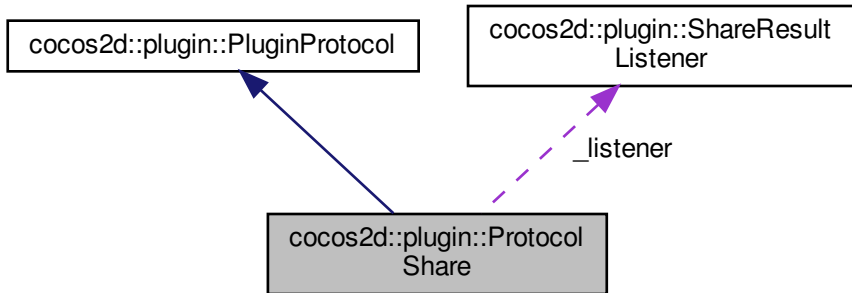 cocos2d::plugin::PluginProtocol
cocos2d::plugin::ShareResult
Listener
_listener
cocos2d::plugin::Protocol
Share